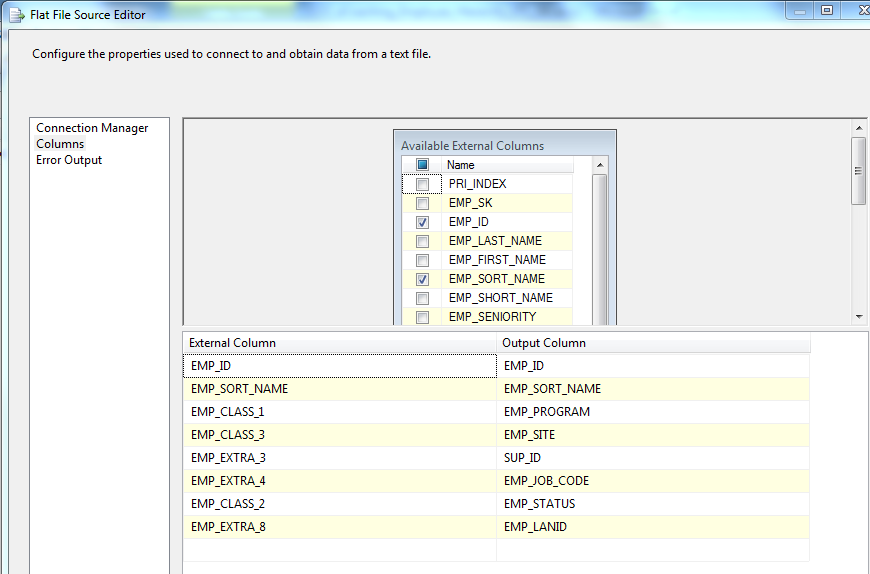 Flat File Source Editor
Configure the properties used to connect to and obtain data from a text file.
Connection Manager
Columns
Error Output
Available External Columns
Name
PRI_INDEX
EMP_SK
EMP_ID
EMP_LAST_NAME
EMP_FIRST_NAME
EMP_SORT_NAME
EMP_SHORT_NAME
EMP_SENIORITY
External Column Output Column
EMP_ID EMP_ID
EMP_SORT_NAME EMP_SORT_NAME
EMP_CLASS_1 EMP_PROGRAM
EMP_CLASS_3 EMP_SITE
EMP_EXTRA_3 SUP_ID
EMP_EXTRA_4 EMP_JOB_CODE
EMP_CLASS_2 EMP_STATUS
EMP_EXTRA_8 EMP_LANID